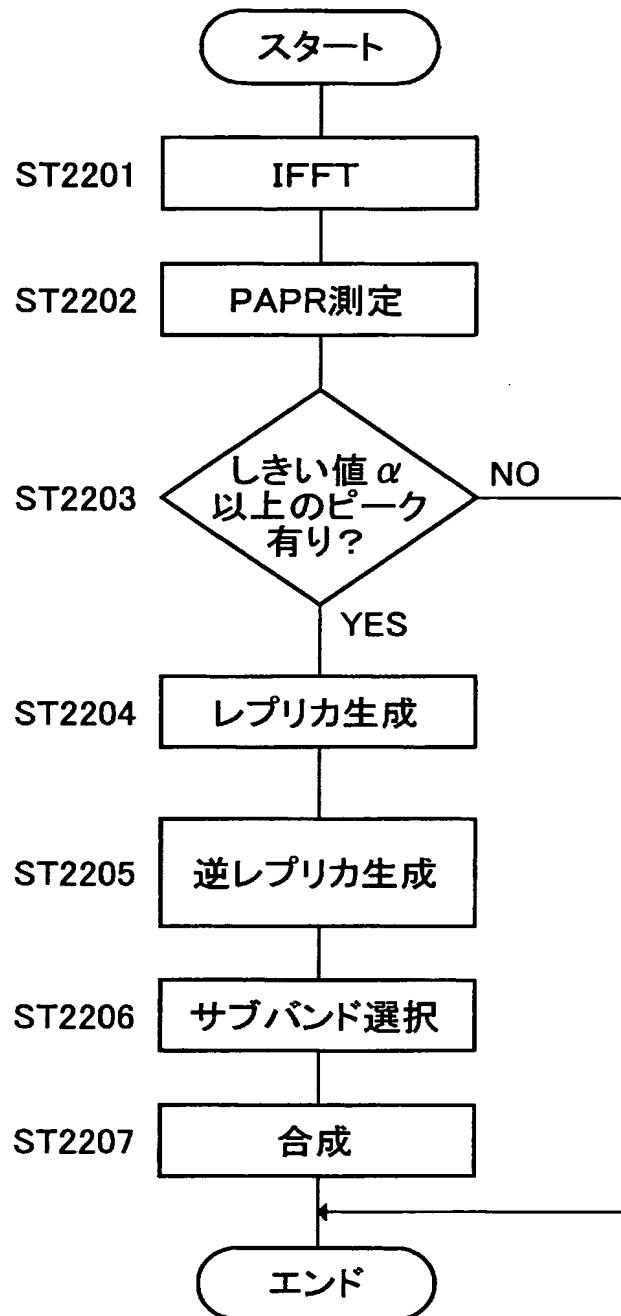 スタート
ST2201
IFFT
ST2202
PAPR測定
ST2203
しきい値α
以上のピーク
有り?
NO
YES
ST2204
レプリカ生成
ST2205
逆レプリカ生成
ST2206
サブバンド選択
ST2207
合成
エンド